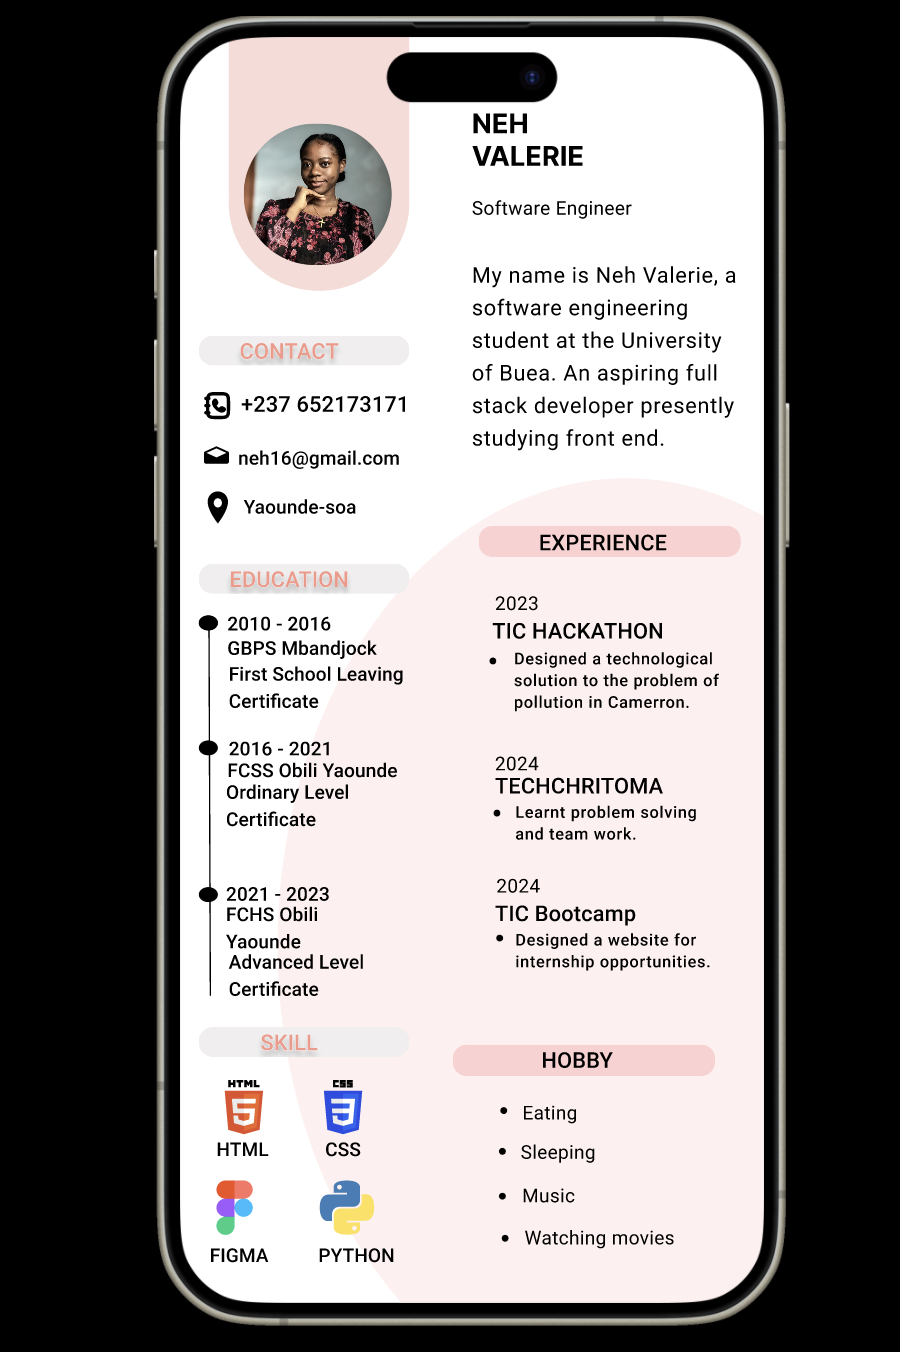 NEH
VALERIE
Software Engineer
My name is Neh Valerie, a
software engineering
student at the University
of Buea. An aspiring full
stack developer presently
studying front end.
CONTACT
+237 652173171
neh16@gmail.com
Yaounde-soa
EDUCATION
2010 - 2016
GBPS Mbandjock
First School Leaving
Certificate
2016 - 2021
FCSS Obili Yaounde
Ordinary Level
Certificate
2021 - 2023
FCHS Obili
Yaounde
Advanced Level
Certificate
SKILL
HTML
5
HTML
CSS
3
CSS
FIGMA
PYTHON
EXPERIENCE
2023
TIC HACKATHON
• Designed a technological
solution to the problem of
pollution in Camerron.
2024
TECHCHRITOMA
• Learnt problem solving
and team work.
2024
TIC Bootcamp
• Designed a website for
internship opportunities.
HOBBY
• Eating
• Sleeping
• Music
• Watching movies